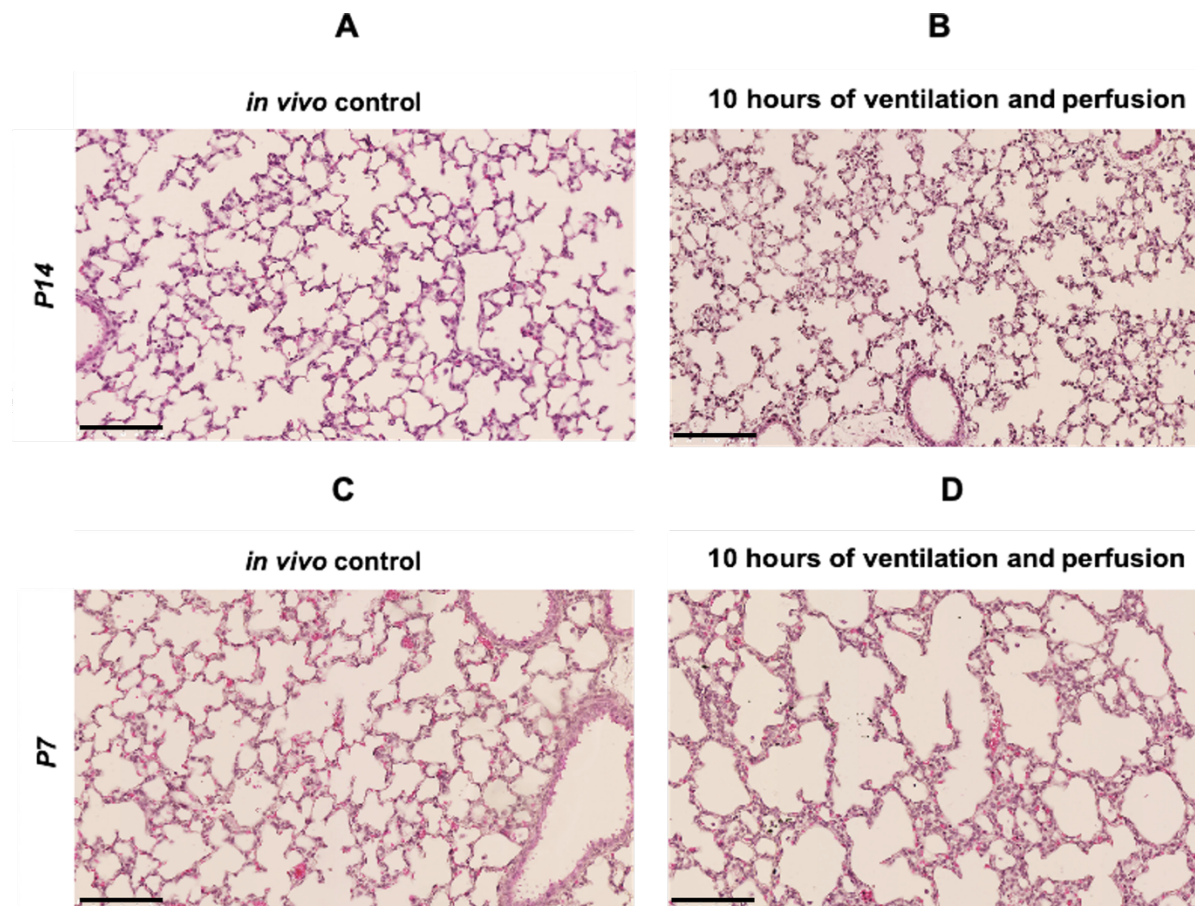 A
B
in vivo control
10 hours of ventilation and perfusion
P14
C
D
in vivo control
10 hours of ventilation and perfusion
P7